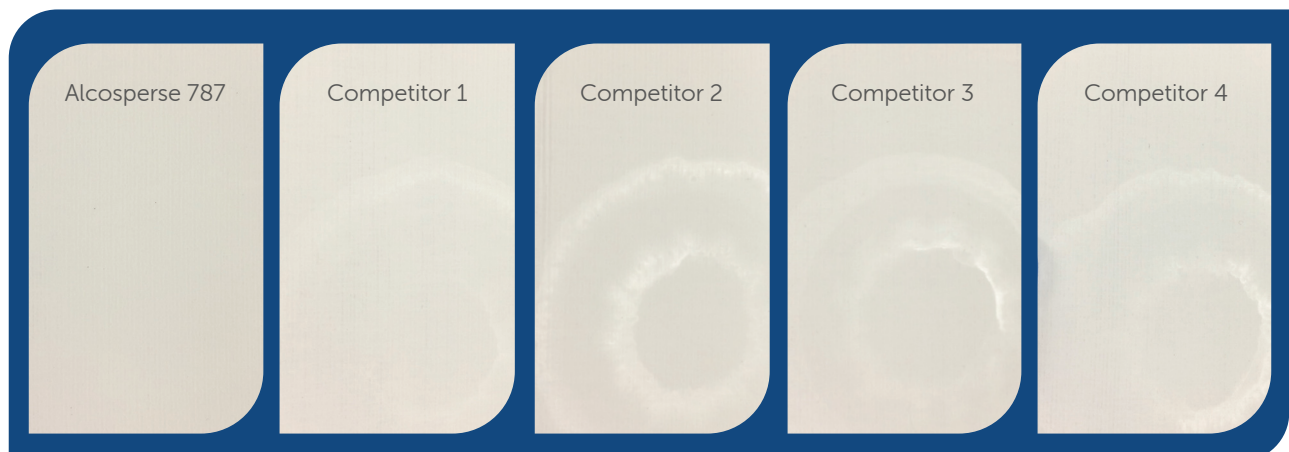 Alcosperse 787
Competitor 1
Competitor 2
Competitor 3
Competitor 4